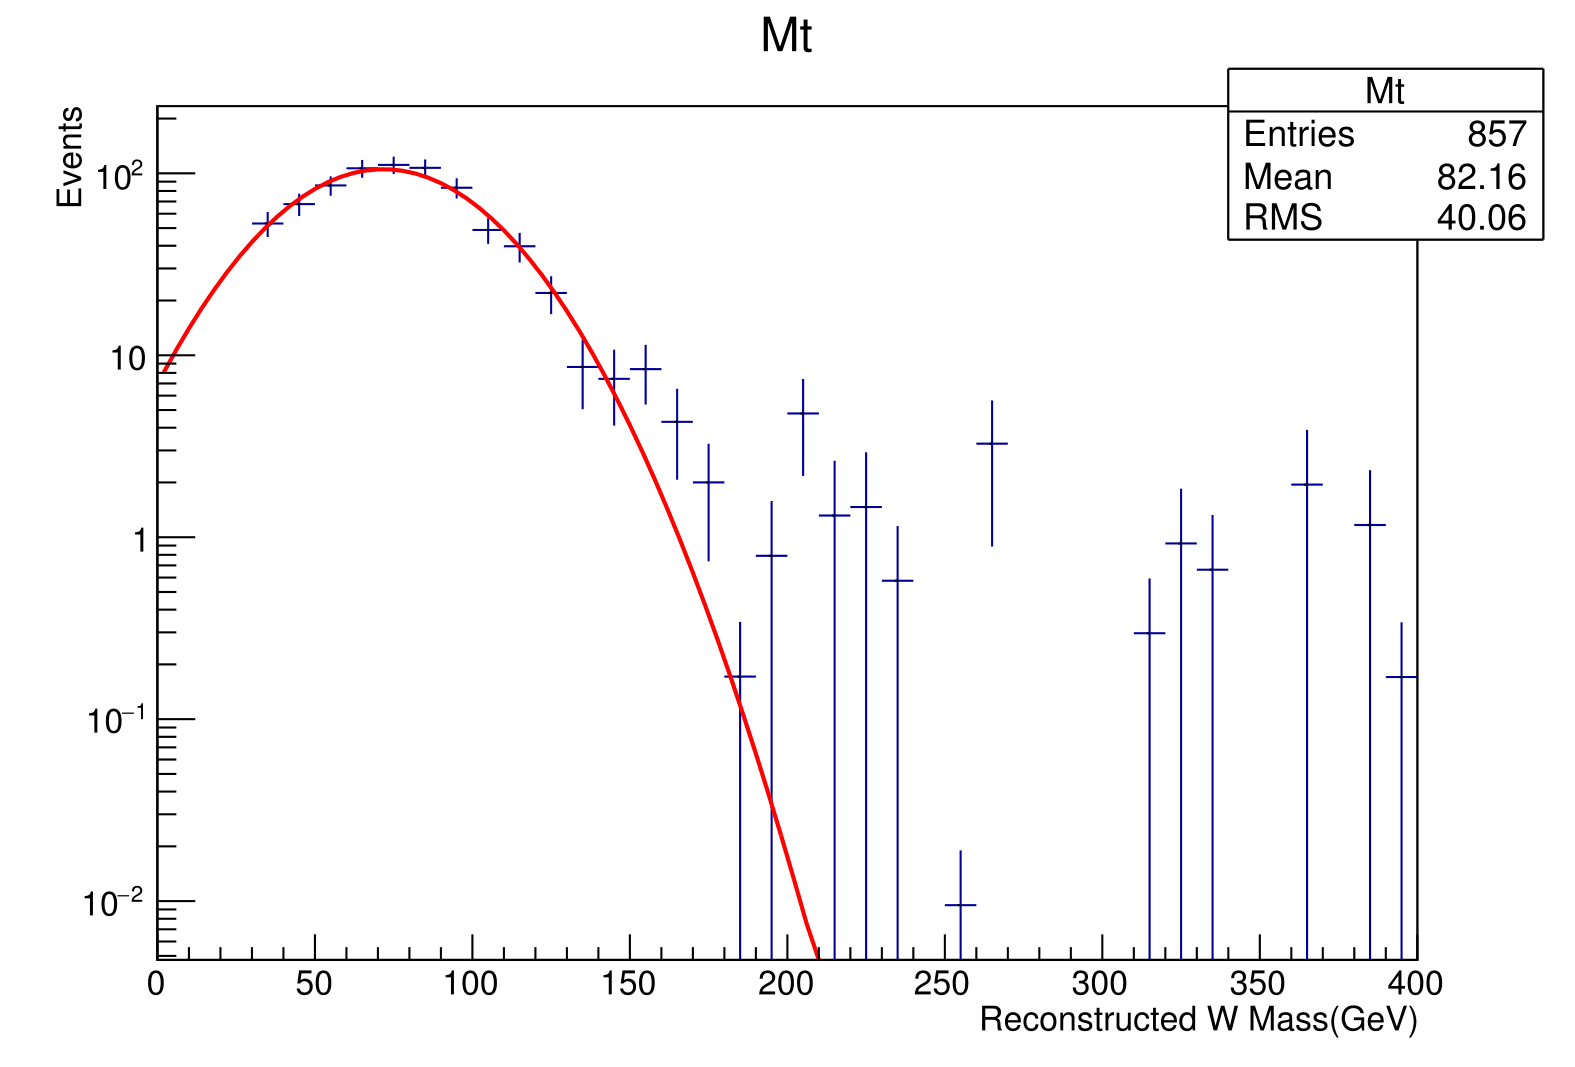 Mt
Mt
Entries 857
Mean 82.16
RMS 40.06
Events
10²
10
1
10⁻¹
10⁻²
0 50 100 150 200 250 300 350 400
Reconstructed W Mass(GeV)